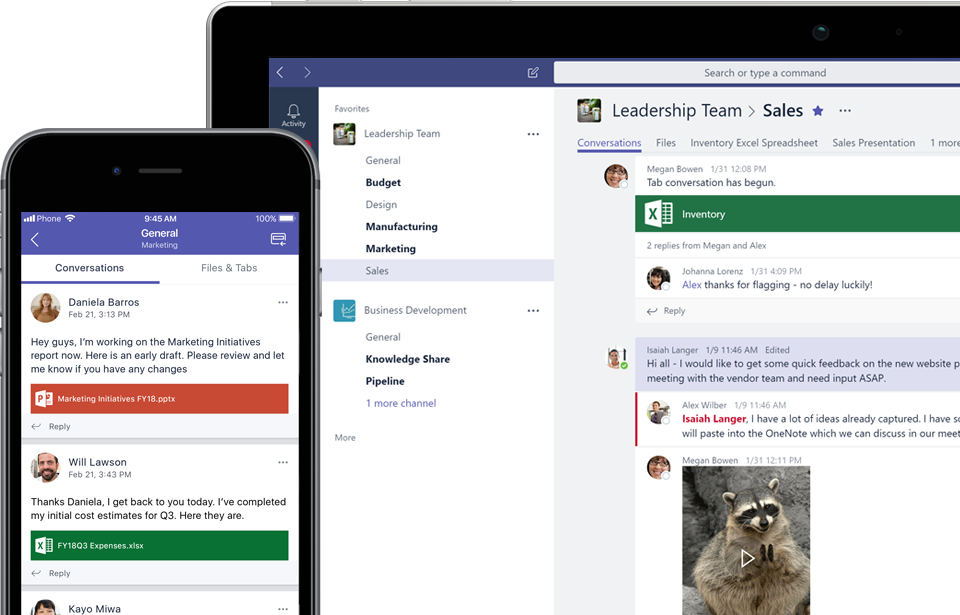 Phone
9:45 AM
100%
General
Marketing
Conversations
Files & Tabs
Daniela Barros
Feb 21, 3:13 PM
Hey guys, I'm working on the Marketing Initiatives
report now. Here is an early draft. Please review and let
me know if you have any changes
Marketing Initiatives FY18.pptx
Reply
Will Lawson
Feb 21, 3:43 PM
Thanks Daniela, I get back to you today. I've completed
my initial cost estimates for Q3. Here they are.
FY18Q3 Expenses.xlsx
Reply
Kayo Miwa
Search or type a command
Activity
Favorites
Leadership Team
General
Budget
Design
Manufacturing
Marketing
Sales
Business Development
General
Knowledge Share
Pipeline
1 more channel
More
Leadership Team > Sales
Conversations
Files
Inventory Excel Spreadsheet
Sales Presentation
1 more
Megan Bowen 1/31 12:08 PM
Tab conversation has begun.
Inventory
2 replies from Megan and Alex
Johanna Lorenz 1/31 4:09 PM
Alex thanks for flagging - no delay luckily!
Reply
Isaiah Langer 1/9 11:46 AM Edited
Hi all - I would like to get some quick feedback on the new website p
meeting with the vendor team and need input ASAP.
Alex Wilber 1/9 11:46 AM
Isaiah Langer, I have a lot of ideas already captured. I have so
will paste into the OneNote which we can discuss in our meet
Megan Bowen 1/31 12:11 PM